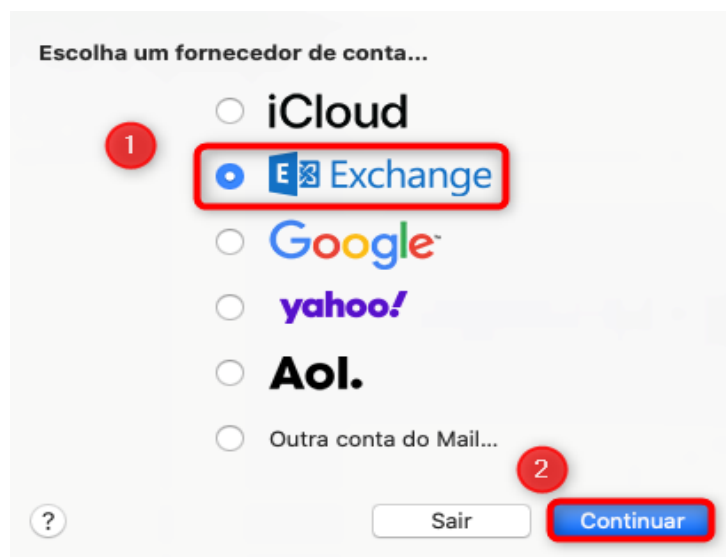 Escolha um fornecedor de conta...
iCloud
1
E Exchange
Google
yahoo!
Aol.
Outra conta do Mail...
2
? Sair Continuar